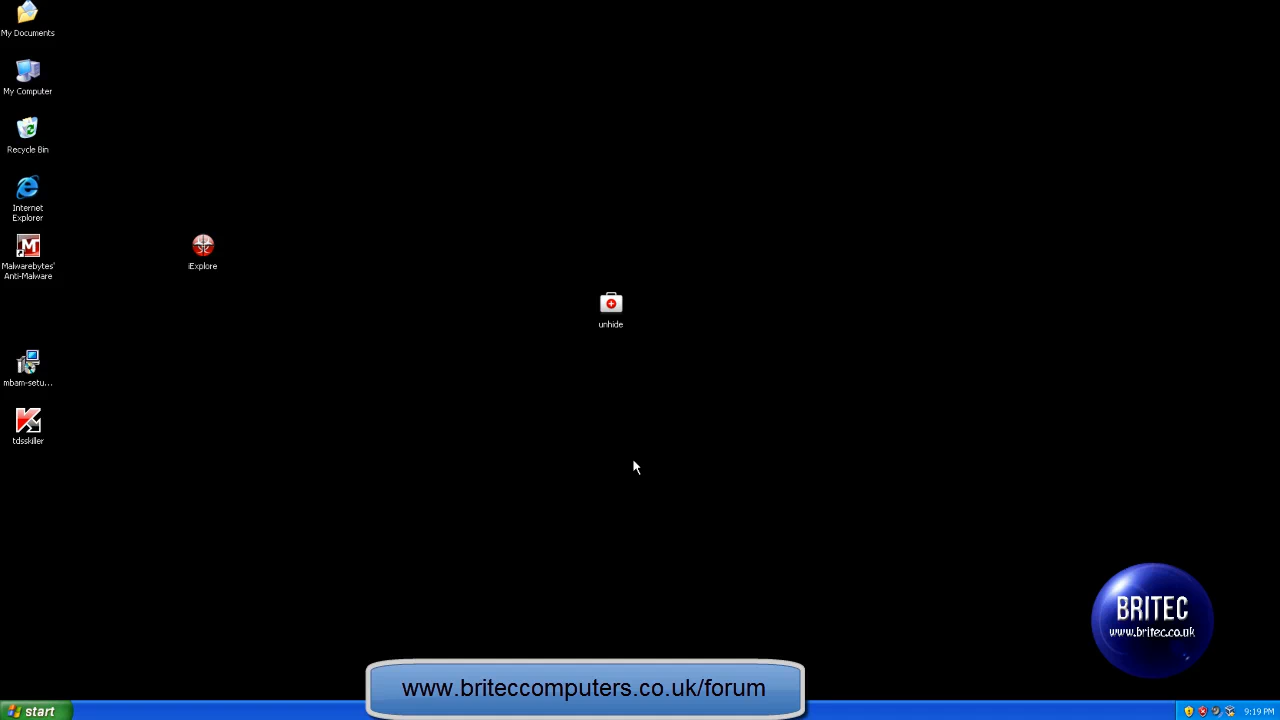 My Documents
My Computer
Recycle Bin
Internet
Explorer
Malwarebytes'
Anti-Malware
iExplore
unhide
mbam-setu...
tdsskiller
BRITEC
www.britec.co.uk
www.briteccomputers.co.uk/forum
start
9:19 PM